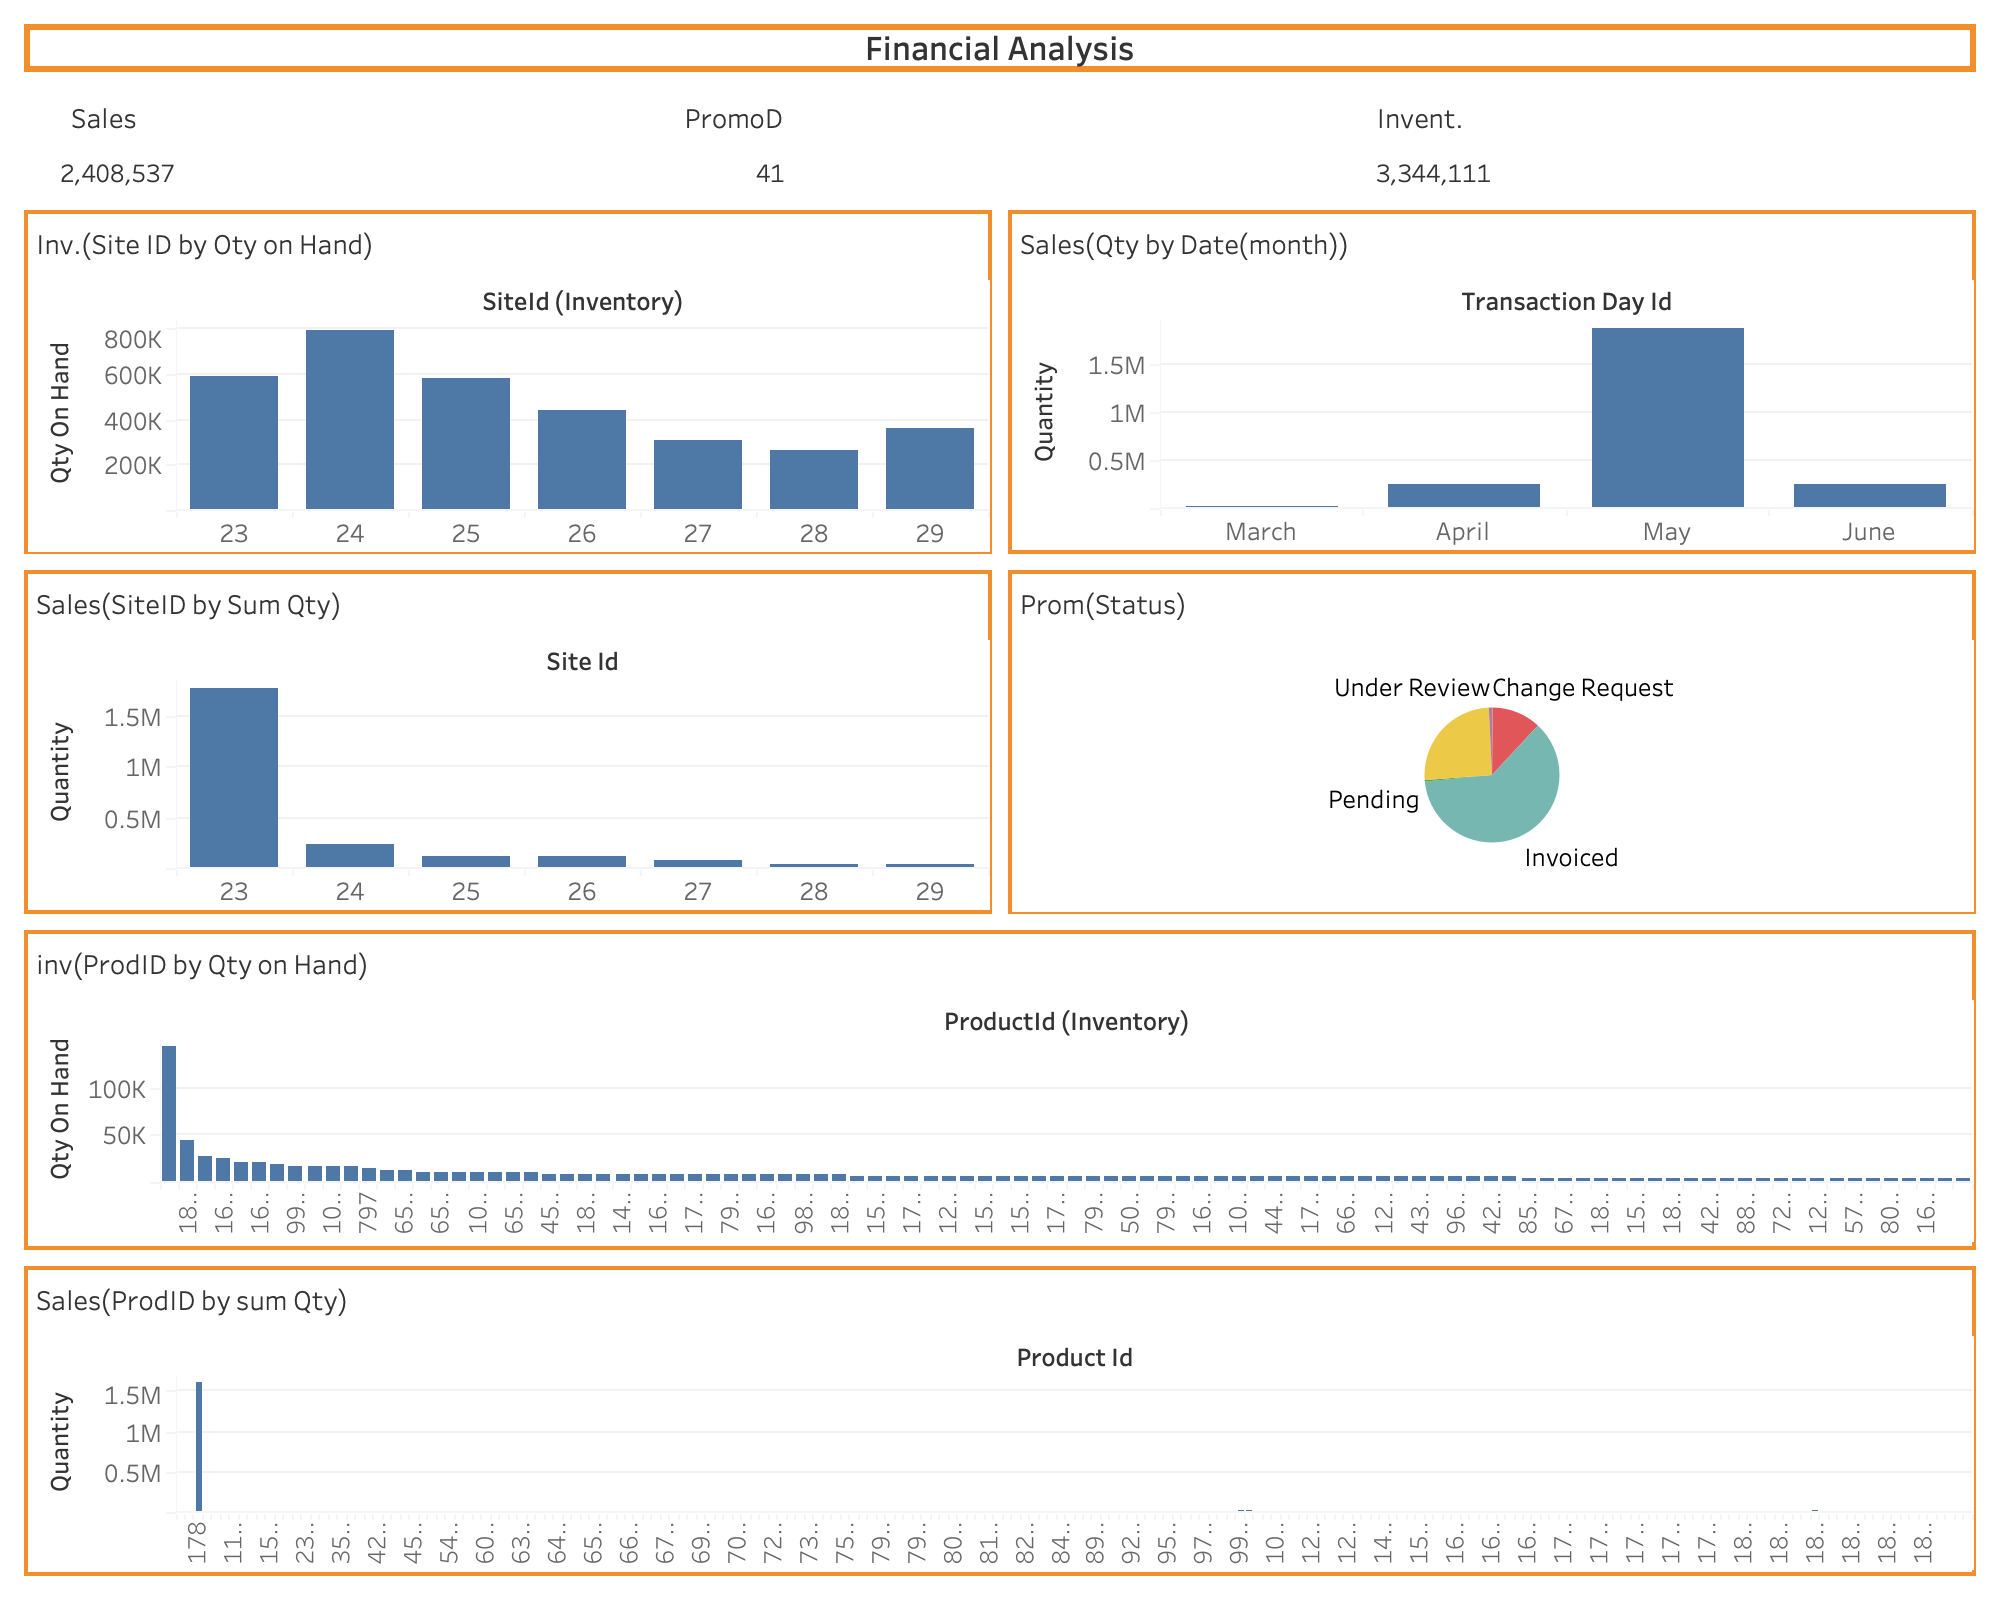 Financial Analysis
Sales
PromoD
Invent.
2,408,537
41
3,344,111
Inv.(Site ID by Oty on Hand)
SiteId (Inventory)
Qty On Hand
800K
600K
400K
200K
23 24 25 26 27 28 29
Sales(Qty by Date(month))
Transaction Day Id
Quantity
1.5M
1M
0.5M
March April May June
Sales(SiteID by Sum Qty)
Site Id
Quantity
1.5M
1M
0.5M
23 24 25 26 27 28 29
Prom(Status)
Under Review
Change Request
Pending
Invoiced
inv(ProdID by Qty on Hand)
ProductId (Inventory)
Qty On Hand
100K
50K
18.. 16.. 16.. 99.. 10.. 797 65.. 65.. 10.. 65.. 45.. 18.. 14.. 16.. 17.. 79.. 16.. 98.. 18.. 15.. 17.. 12.. 15.. 15.. 17.. 79.. 50.. 79.. 16.. 10.. 44.. 17.. 66.. 12.. 43.. 96.. 42.. 85.. 67.. 18.. 15.. 18.. 42.. 88.. 72.. 12.. 57.. 80.. 16..
Sales(ProdID by sum Qty)
Product Id
Quantity
1.5M
1M
0.5M
178 11.. 15.. 23.. 35.. 42.. 45.. 54.. 60.. 63.. 64.. 65.. 66.. 67.. 69.. 70.. 72.. 73.. 75.. 79.. 79.. 80.. 81.. 82.. 84.. 89.. 92.. 95.. 97.. 99.. 10.. 12.. 12.. 14.. 15.. 16.. 16.. 16.. 17.. 17.. 17.. 17.. 17.. 18.. 18.. 18.. 18.. 18.. 18..